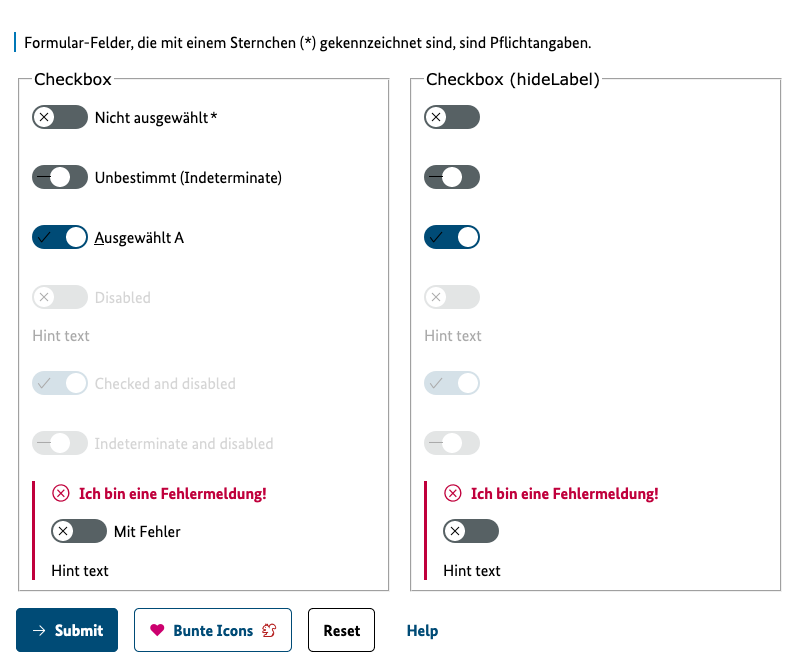 Formular-Felder, die mit einem Sternchen (*) gekennzeichnet sind, sind Pflichtangaben.
Checkbox
Nicht ausgewählt*
Unbestimmt (Indeterminate)
Ausgewählt A
Disabled
Hint text
Checked and disabled
Indeterminate and disabled
Ich bin eine Fehlermeldung!
Mit Fehler
Hint text
Checkbox (hideLabel)
Hint text
Ich bin eine Fehlermeldung!
Hint text
Submit
Bunte Icons
Reset
Help